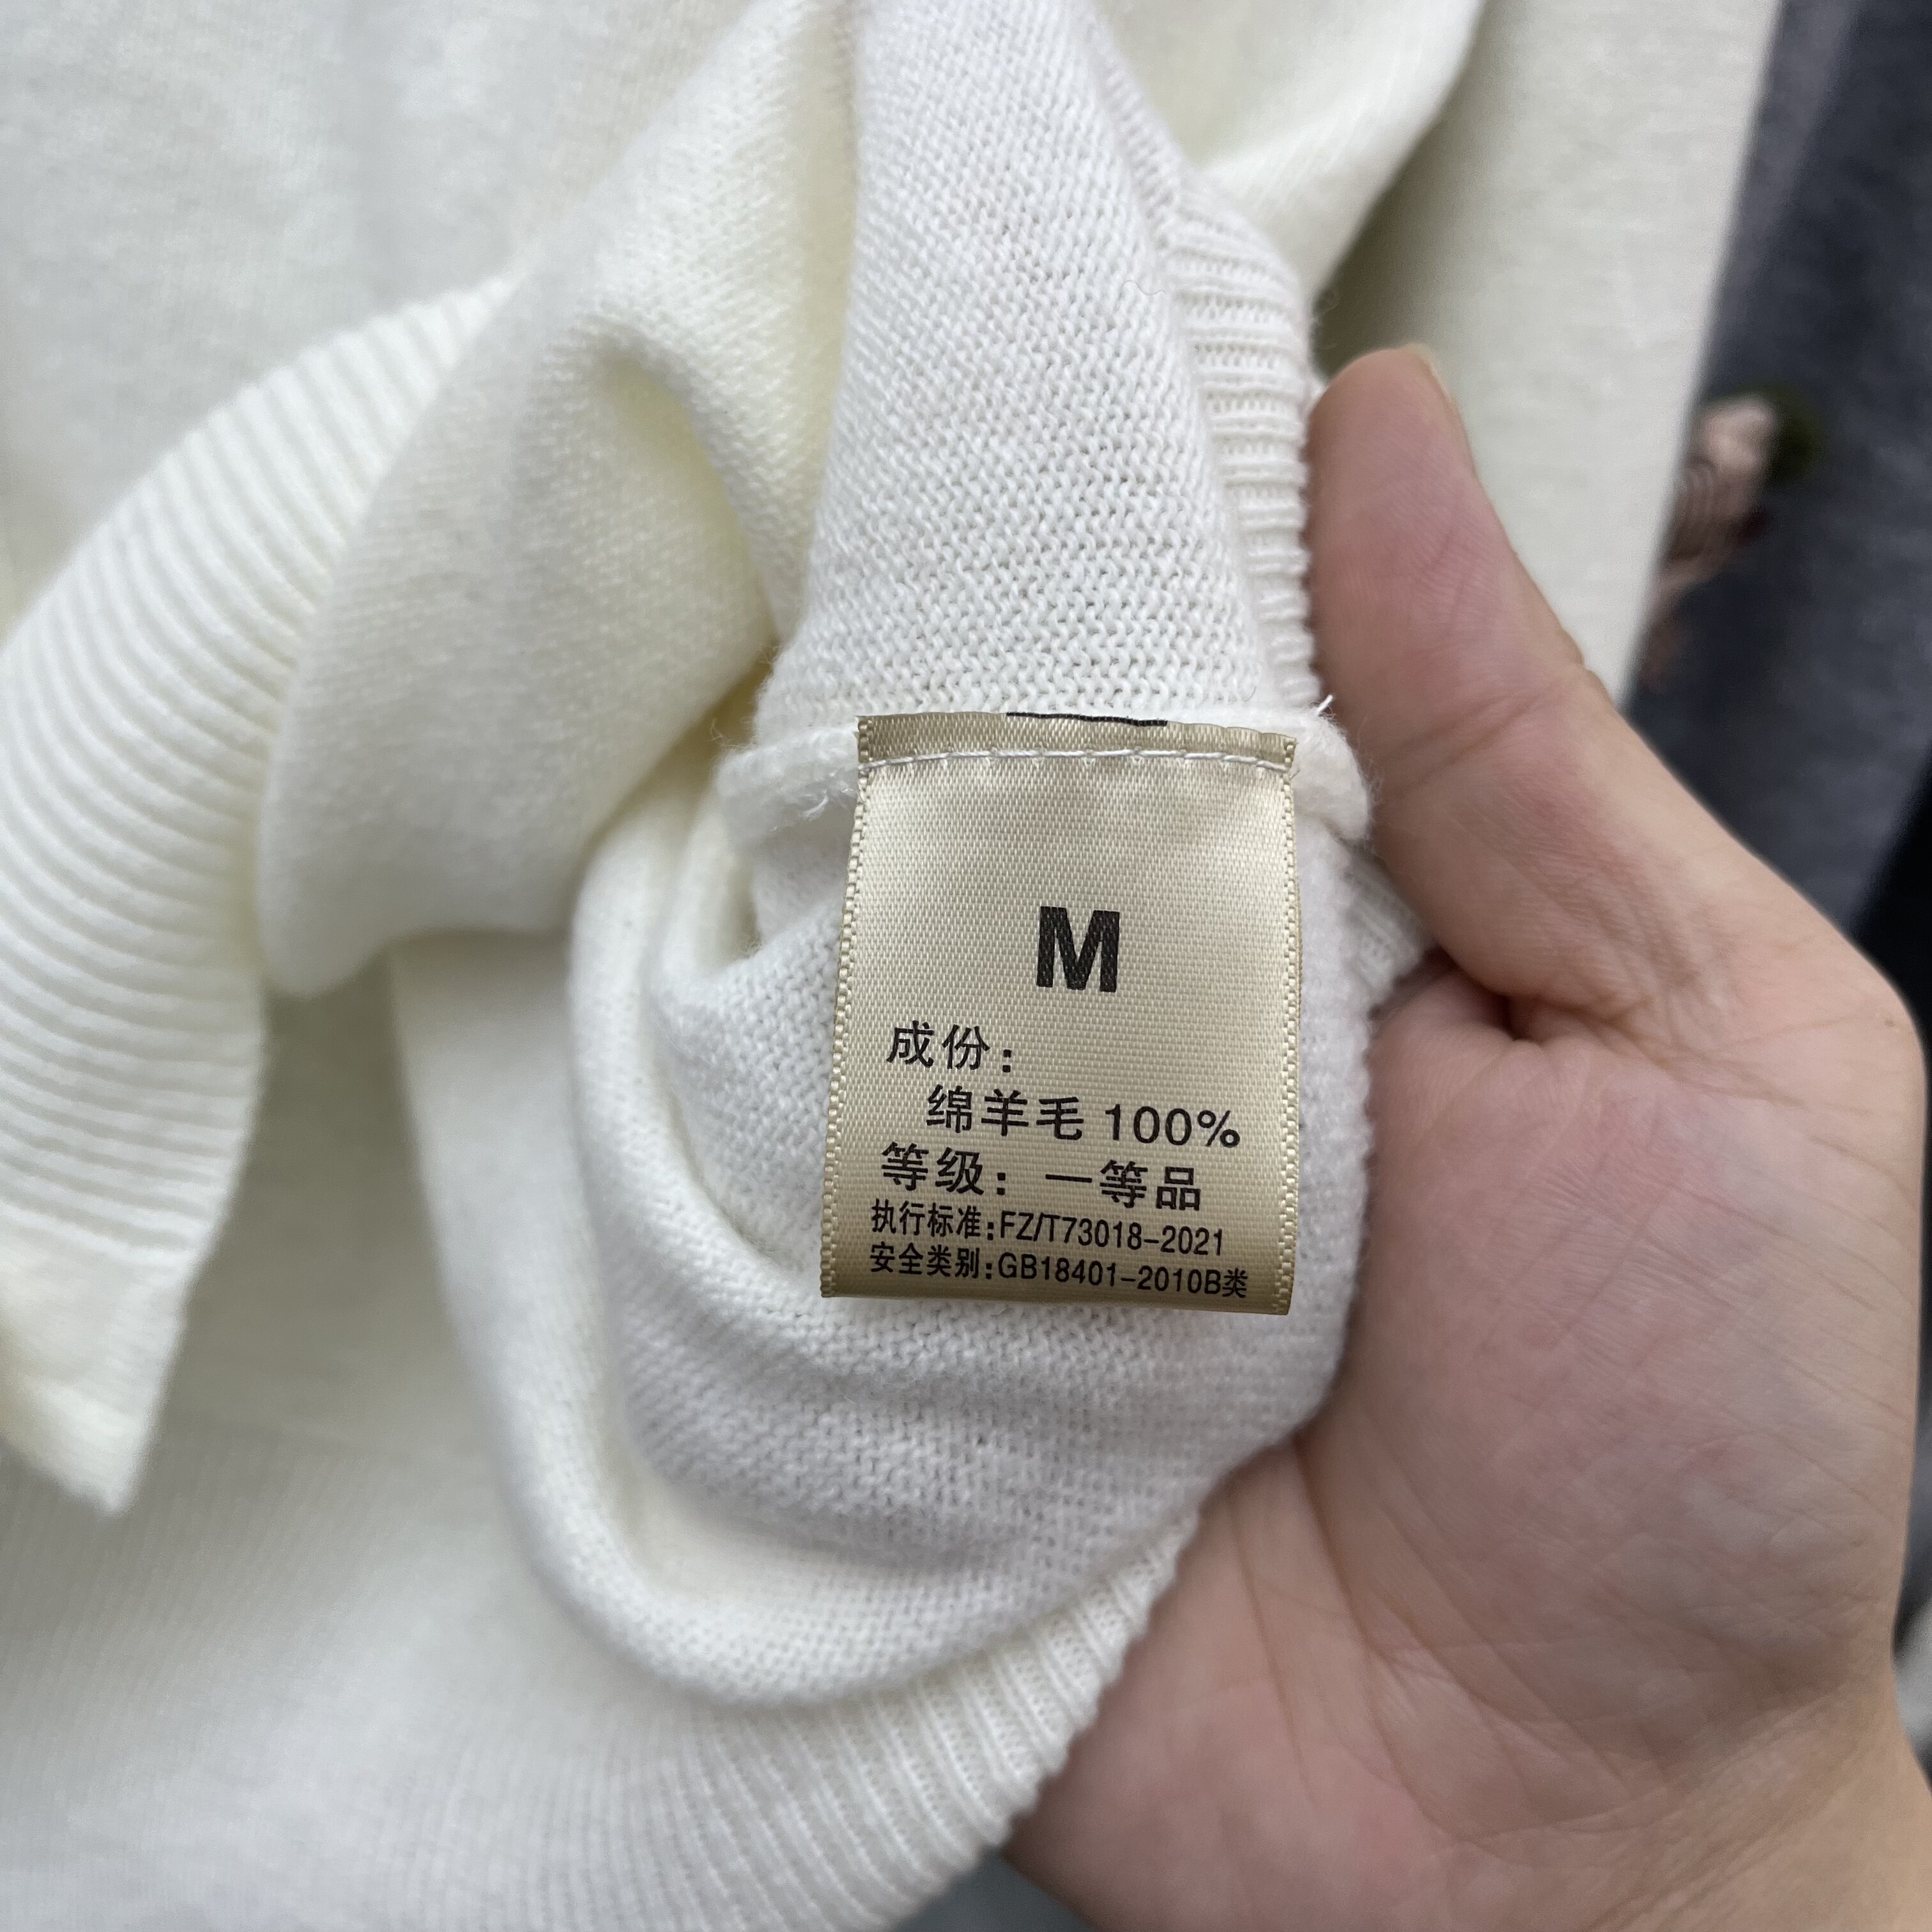 M
成份：
绵羊毛 100%
等级：一等品
执行标准:FZ/T73018-2021
安全类别:GB18401-2010B类